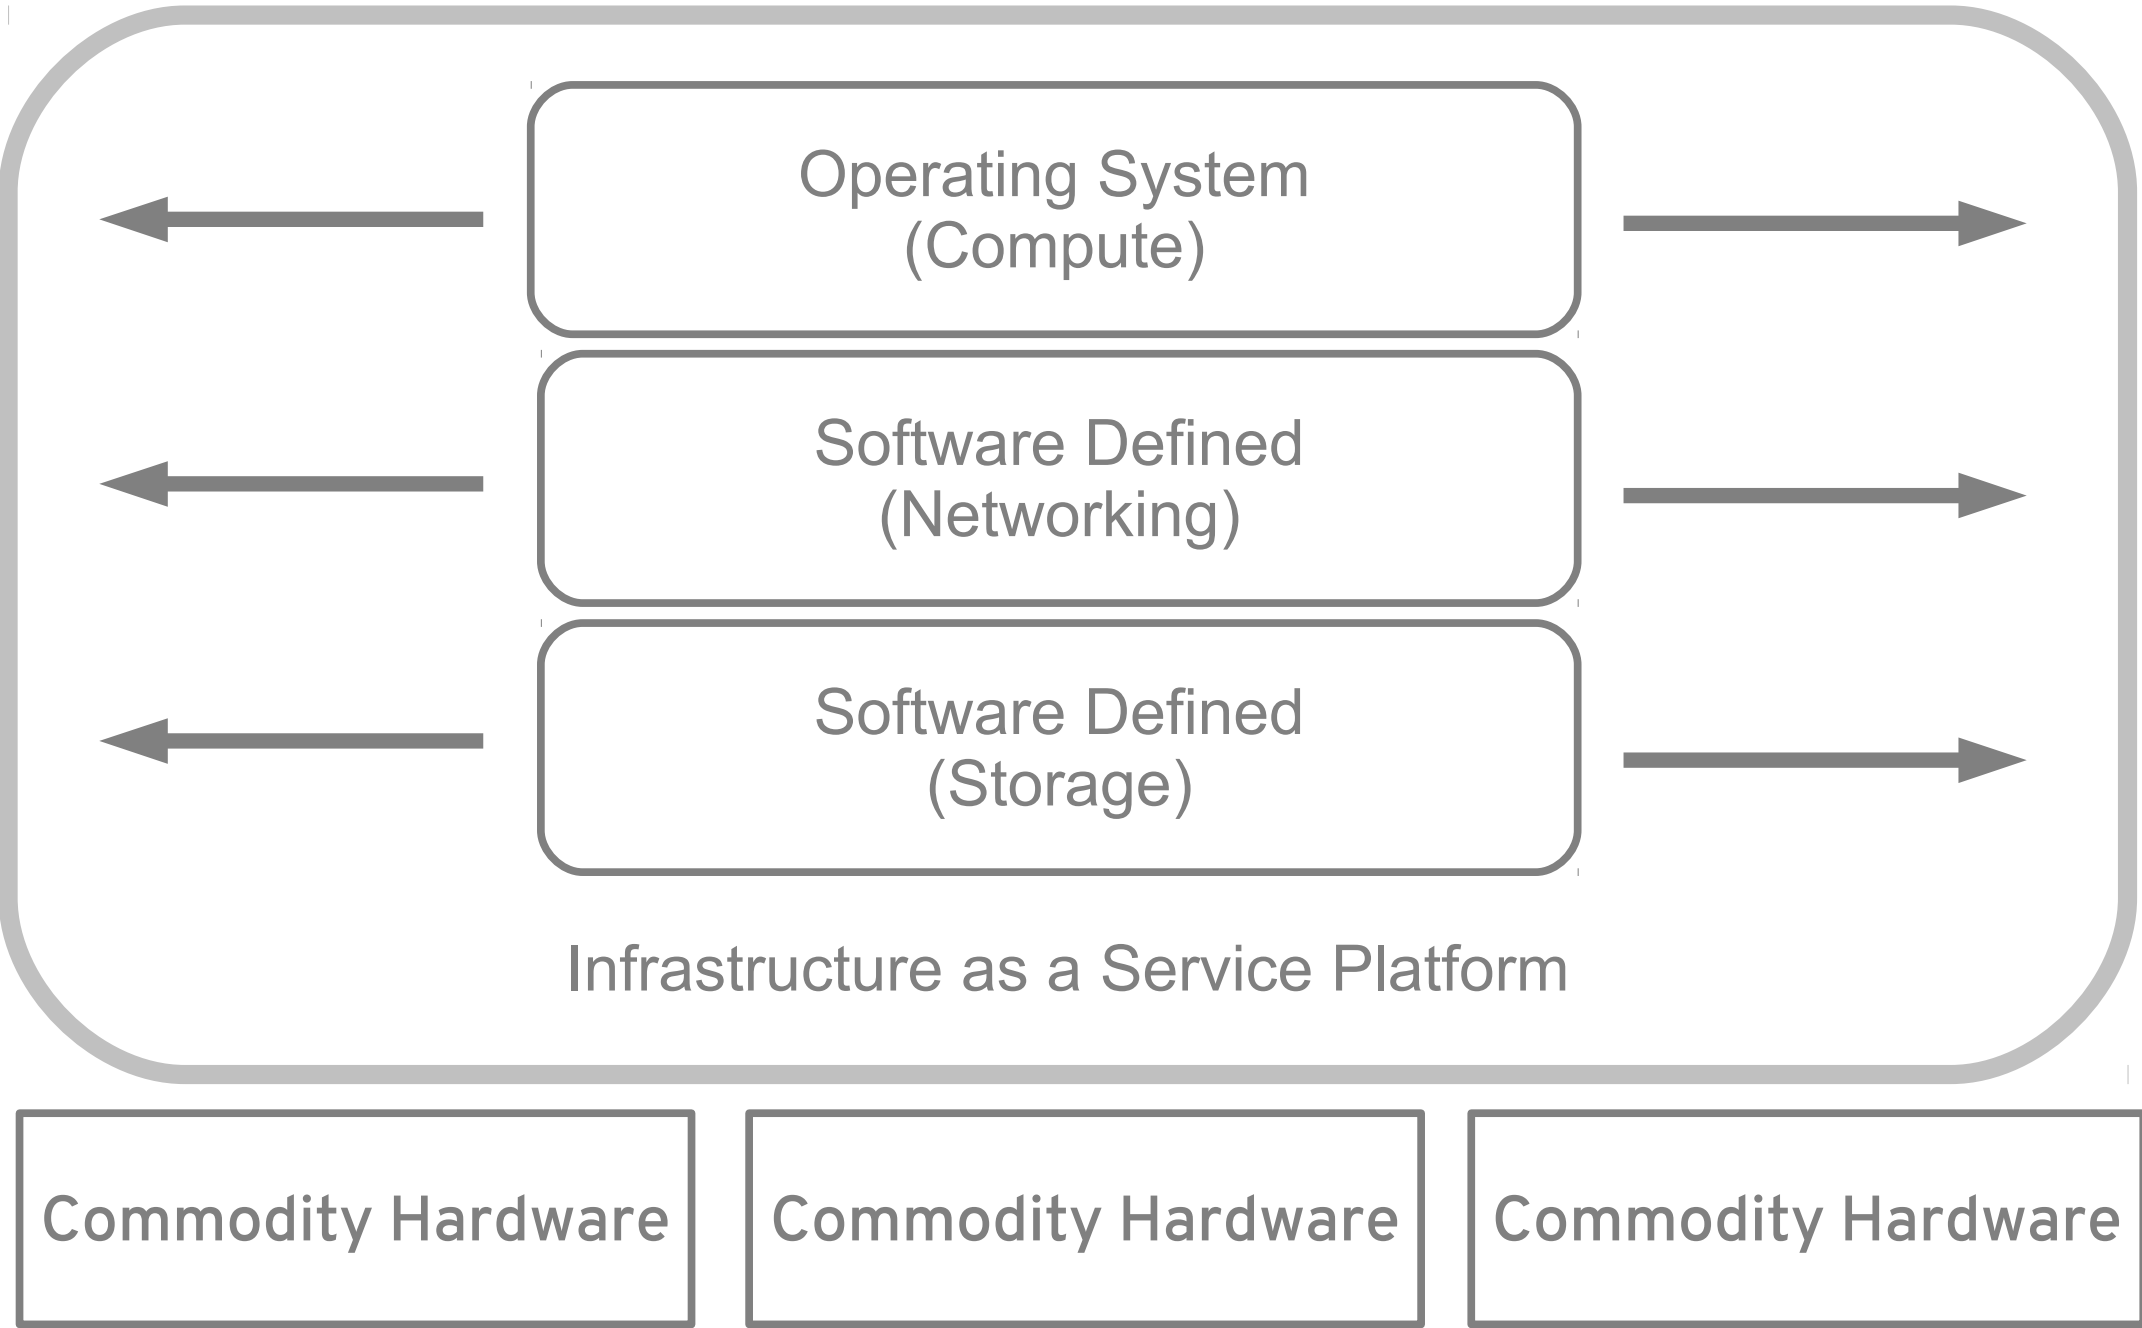 Operating System
(Compute)
Software Defined
(Networking)
Software Defined
(Storage)
Infrastructure as a Service Platform
Commodity Hardware
Commodity Hardware
Commodity Hardware